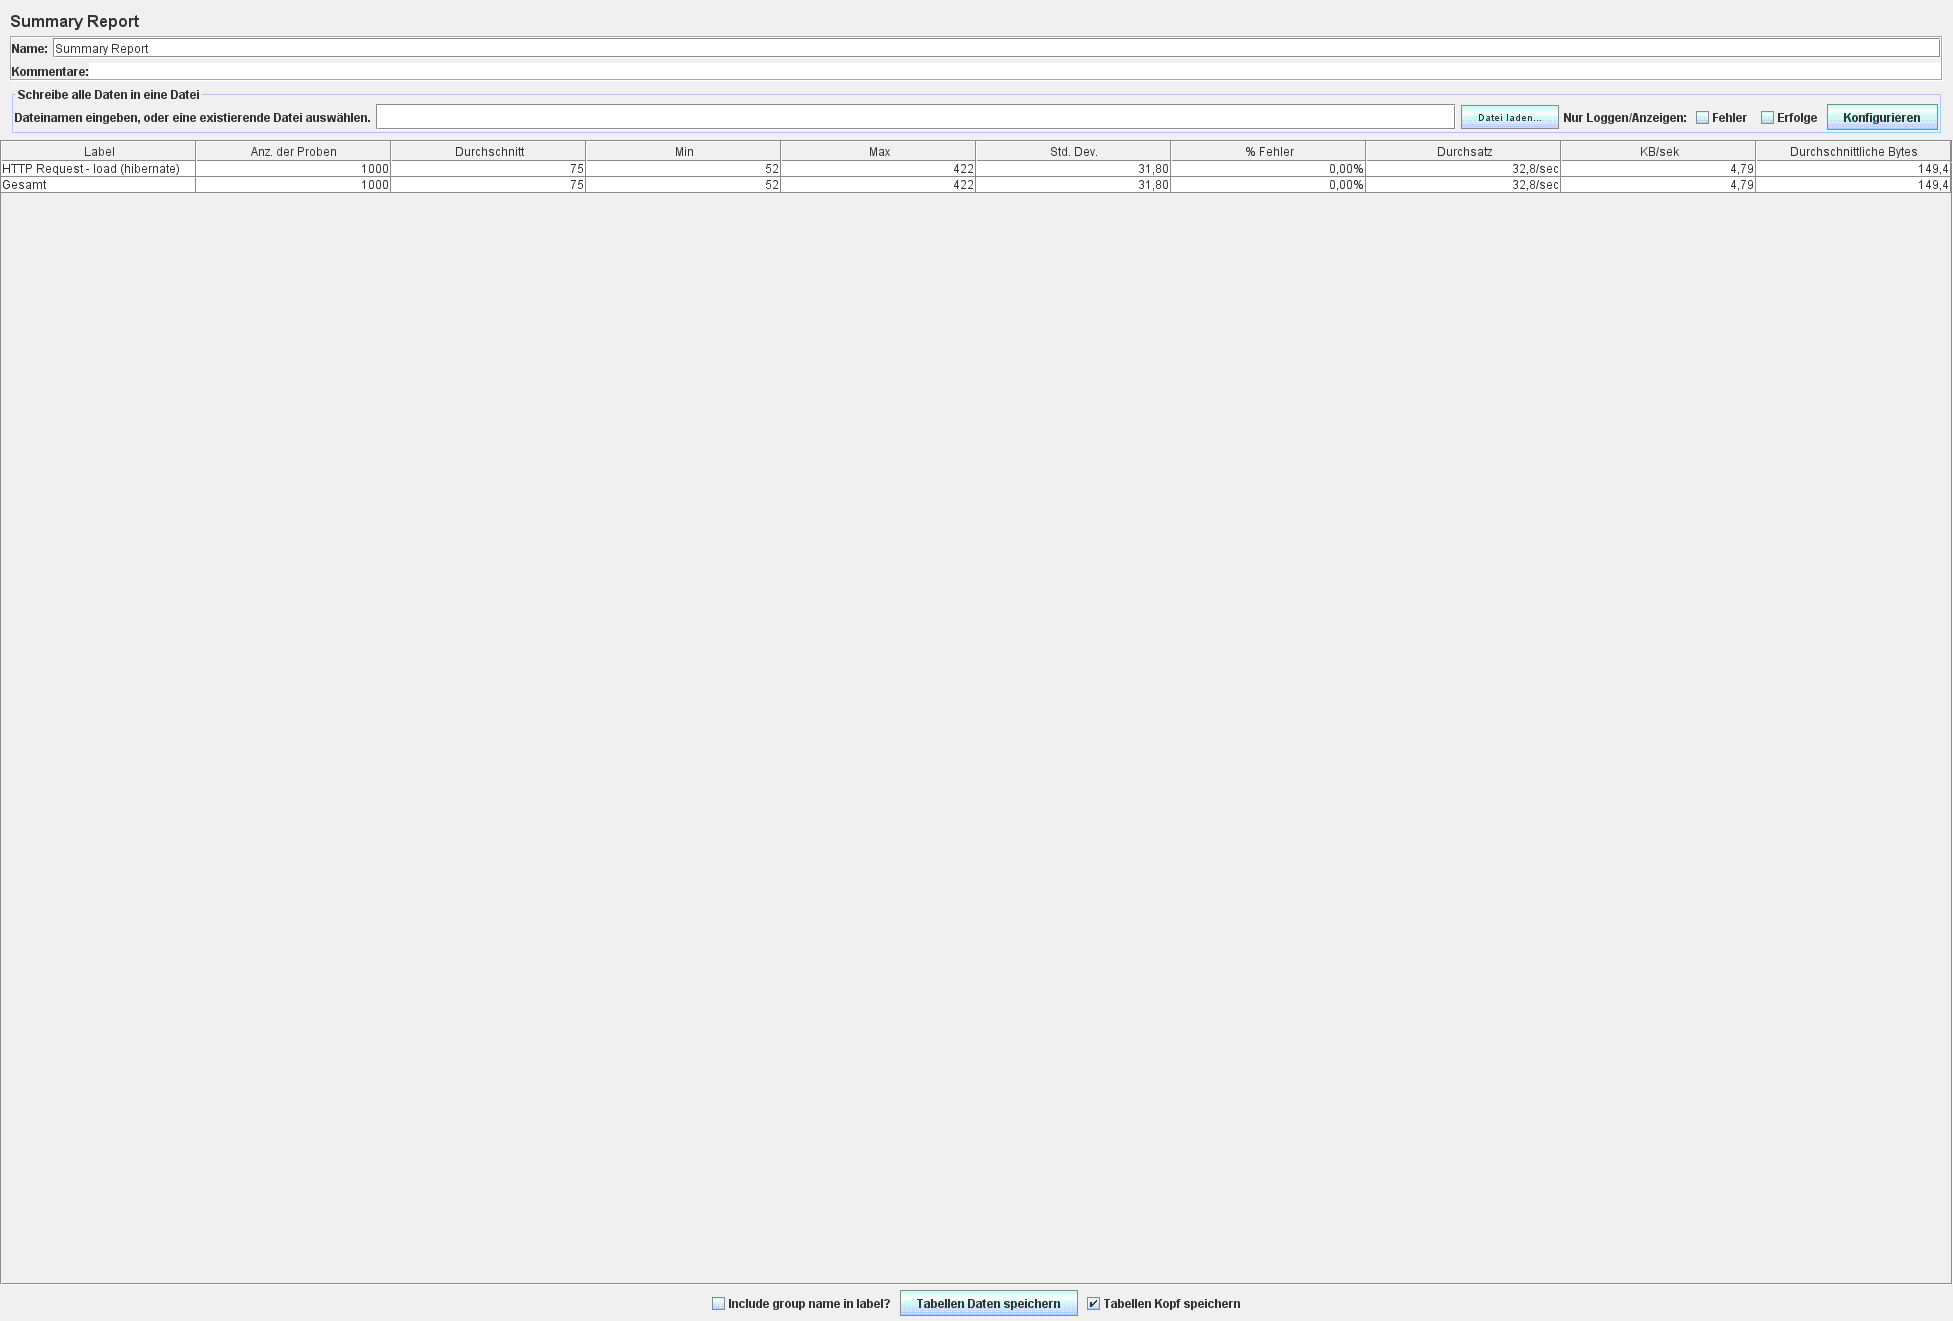 Summary Report
Name: Summary Report
Kommentare:
Schreibe alle Daten in eine Datei
Dateinamen eingeben, oder eine existierende Datei auswählen. Datei laden... Nur Loggen/Anzeigen: Fehler Erfolge Konfigurieren
Label Anz. der Proben Durchschnitt Min Max Std. Dev. % Fehler Durchsatz KB/sek Durchschnittliche Bytes
HTTP Request - load (hibernate) 1000 75 52 422 31,80 0,00% 32,8/sec 4,79 149,4
Gesamt 1000 75 52 422 31,80 0,00% 32,8/sec 4,79 149,4
Include group name in label? Tabellen Daten speichern Tabellen Kopf speichern